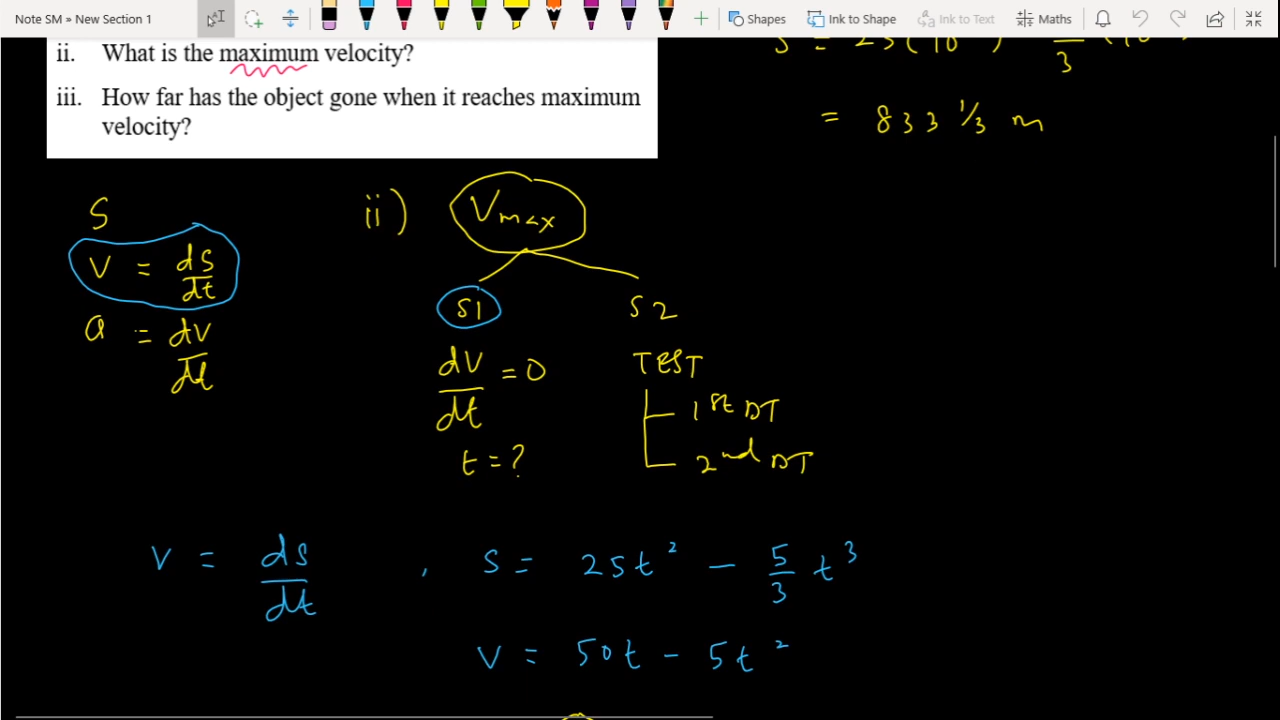 Note SM » New Section 1
Shapes Ink to Shape Ink to Text Maths
ii. What is the maximum velocity?
iii. How far has the object gone when it reaches maximum
velocity?
= 833 1/3 m
S
V = ds/dt
a = dv/dt
ii) Vmax
S1 S2
dv/dt = 0
t = ?
TEST
1st DT
2nd DT
V = ds/dt , S = 25t² - 5/3 t³
V = 50t - 5t²